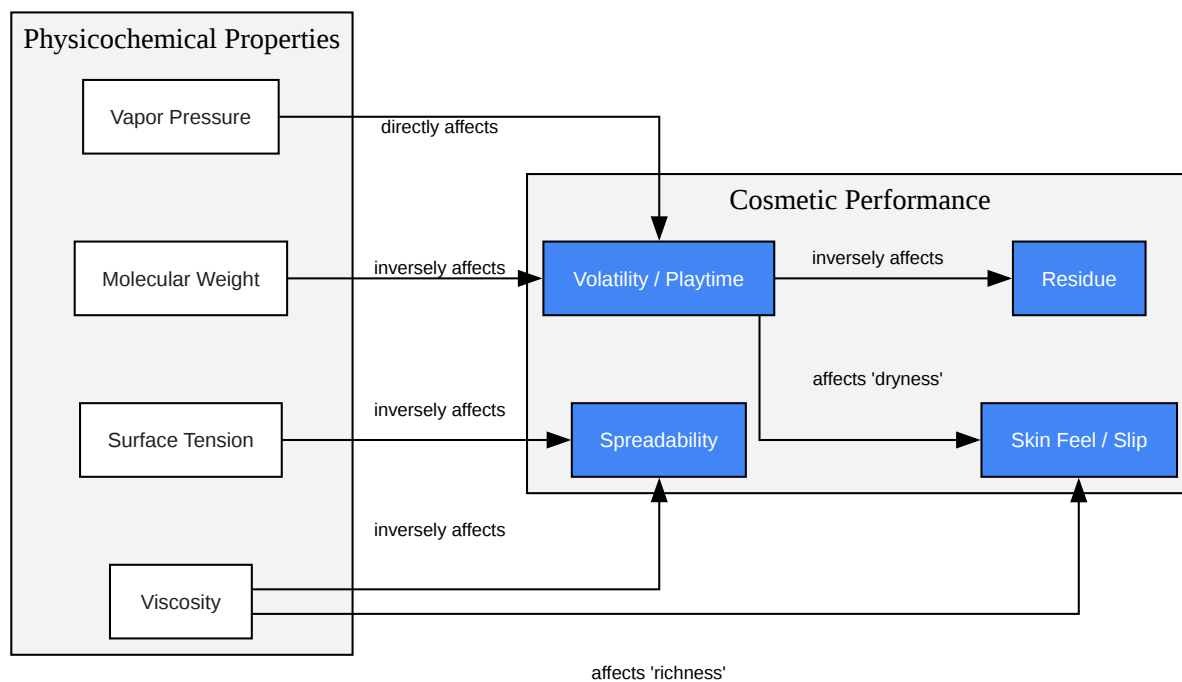 Physicochemical Properties
Vapor Pressure
directly affects
Cosmetic Performance
Molecular Weight
inversely affects
Volatility / Playtime
inversely affects
Residue
affects 'dryness'
Surface Tension
inversely affects
Spreadability
Skin Feel / Slip
inversely affects
Viscosity
affects 'richness'